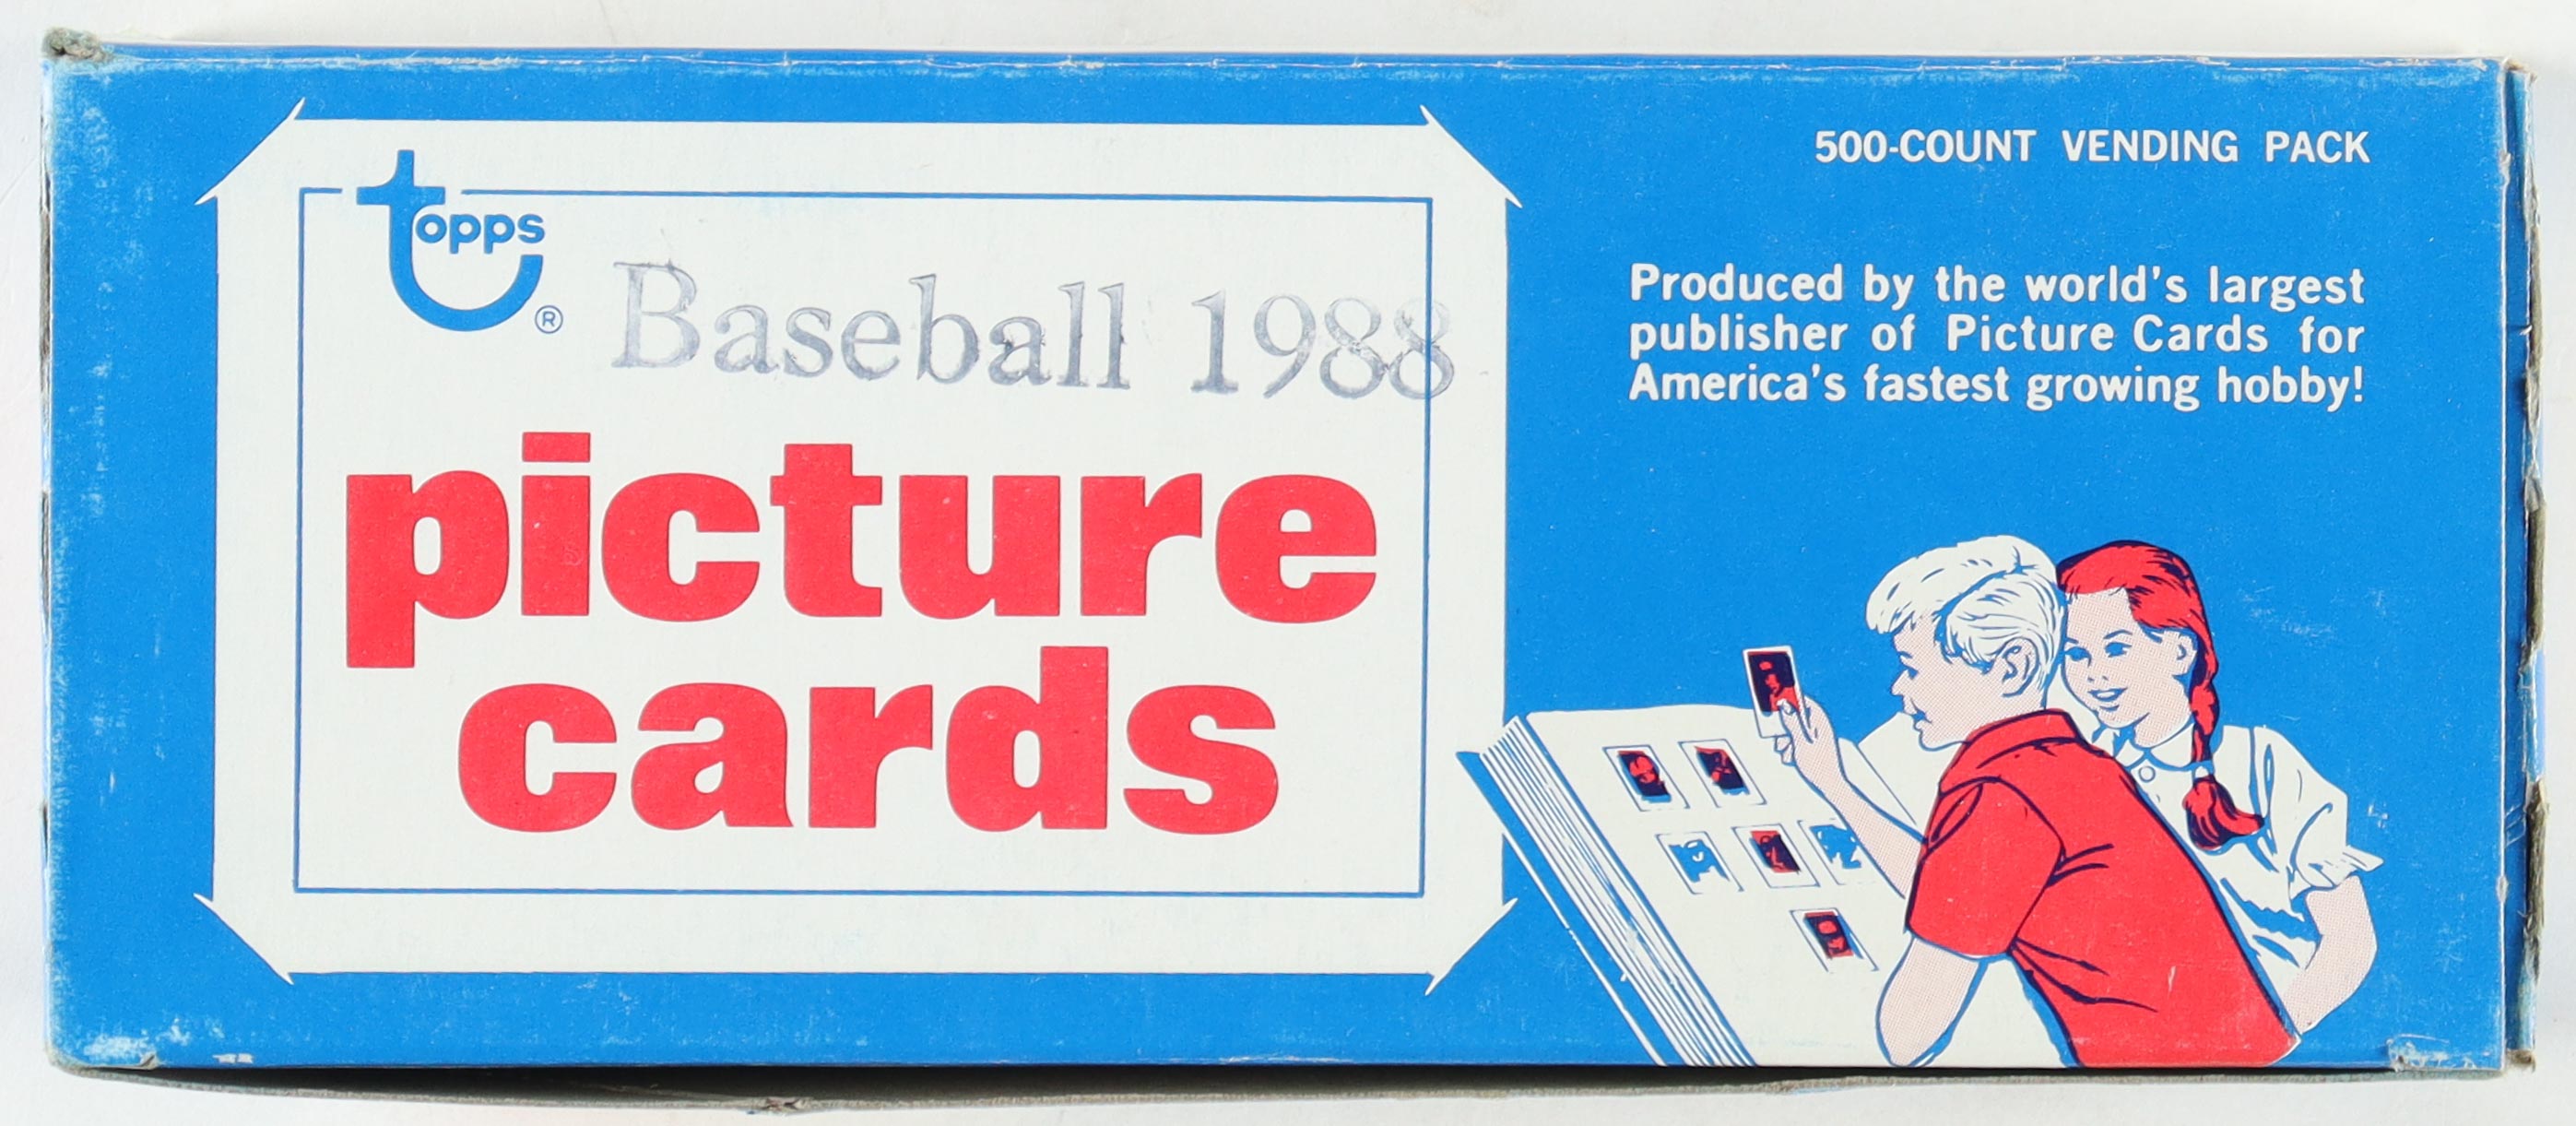 topps®
Baseball 1988
picture
cards
500-COUNT VENDING PACK
Produced by the world's largest
publisher of Picture Cards for
America's fastest growing hobby!